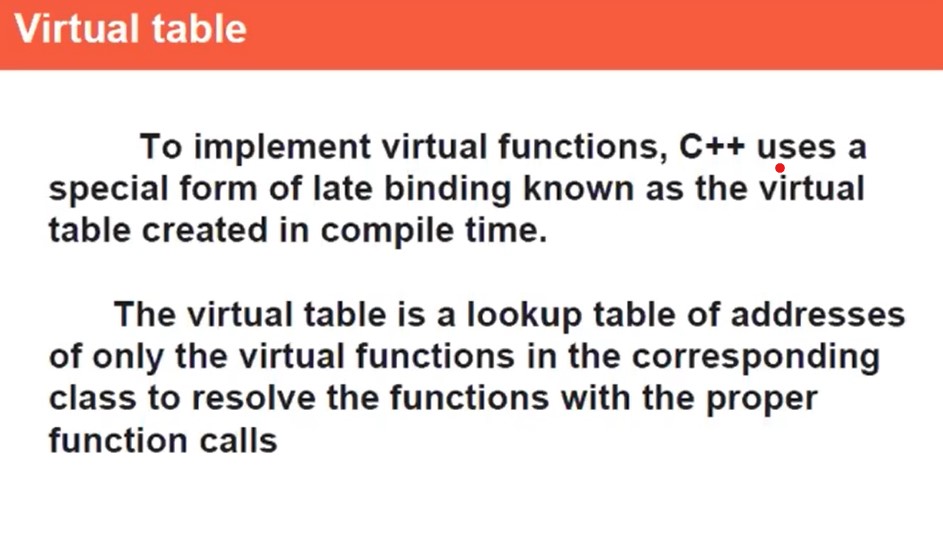 Virtual table
To implement virtual functions, C++ uses a
special form of late binding known as the virtual
table created in compile time.
The virtual table is a lookup table of addresses
of only the virtual functions in the corresponding
class to resolve the functions with the proper
function calls